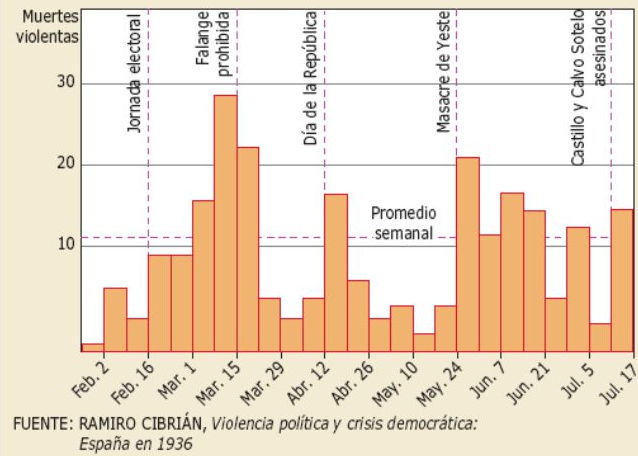 Muertes
violentas
30
20
10
Jornada electoral
Falange
prohibida
Día de la República
Masacre de Yeste
Castillo y Calvo Sotelo
asesinados
Promedio
semanal
Feb. 2
Feb. 16
Mar. 1
Mar. 15
Mar. 29
Abr. 12
Abr. 26
May. 10
May. 24
Jun. 7
Jun. 21
Jul. 5
Jul. 17
FUENTE: RAMIRO CIBRIÁN, Violencia política y crisis democrática:
España en 1936